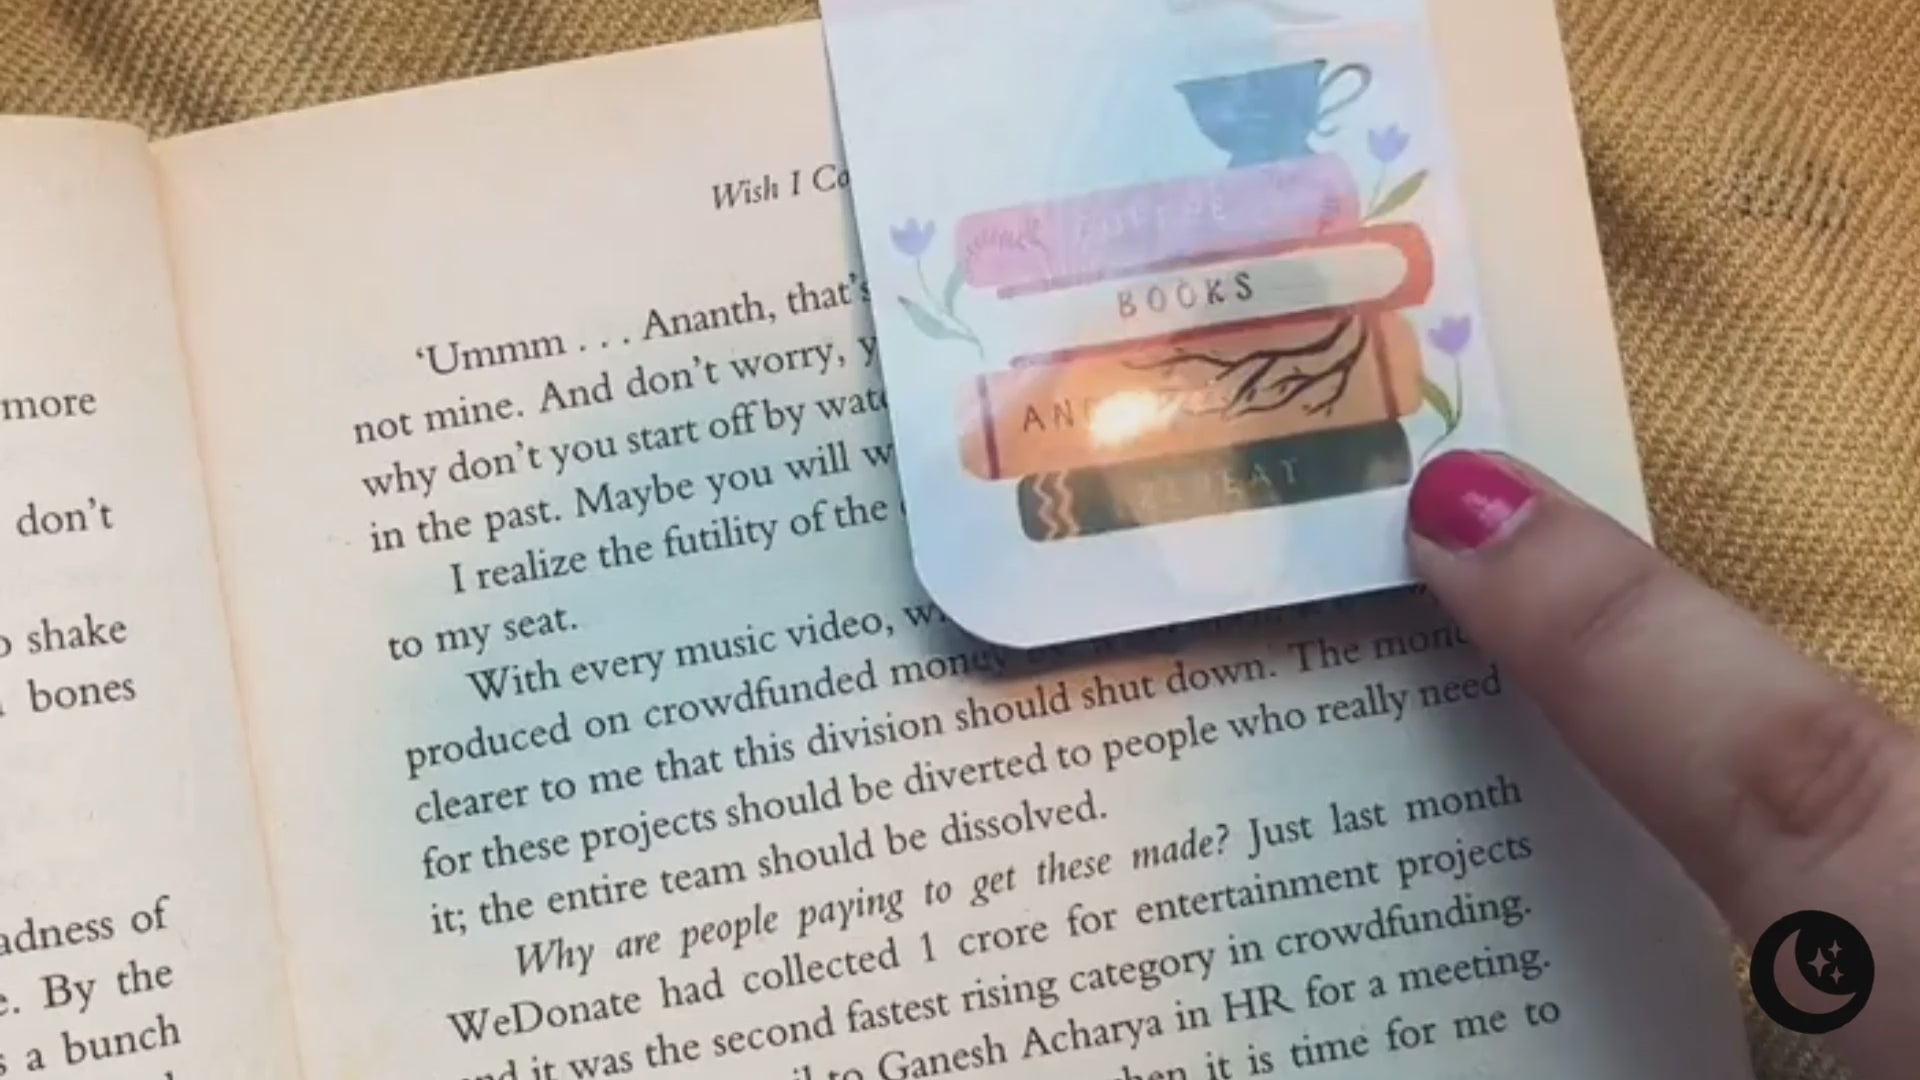 more
don't
shake
bones
of
By the
a bunch
Wish I
'Ummm . . . Ananth, that's
not mine. And don't worry,
why don't you start off by
in the past. Maybe you will
I realize the futility of the
to my seat.
With every music video,
produced on crowdfunded money
clearer to me that this division should shut down. The
for these projects should be diverted to people who really need
it; the entire team should be dissolved.
Why are people paying to get these made? Just last month
WeDonate had collected 1 crore for entertainment projects
it was the second fastest rising category in crowdfunding.
to Ganesh Acharya in HR for a meeting.
it is time for me to
BOOKS